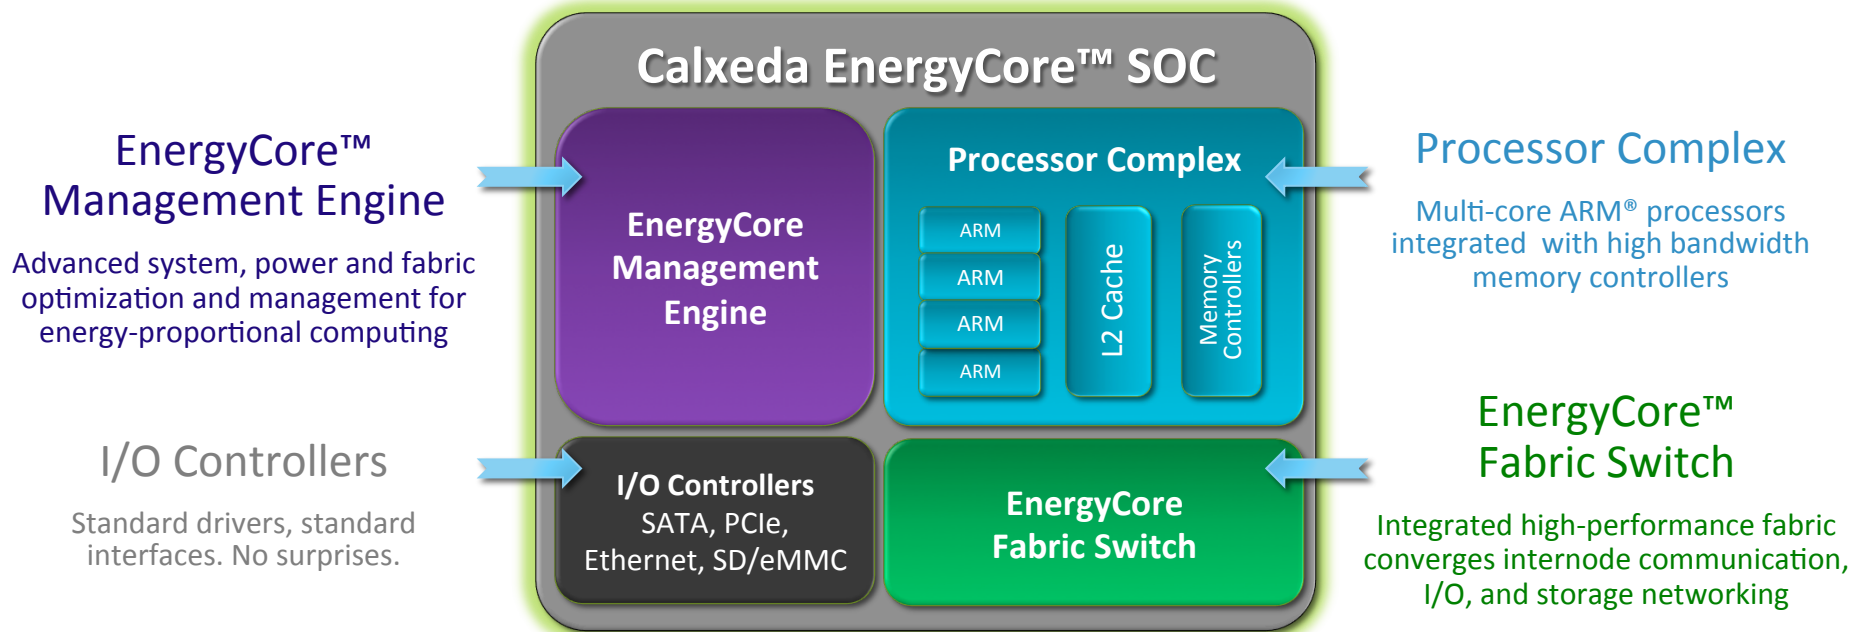 Calxeda EnergyCore™ SOC
EnergyCore™
Management Engine
Advanced system, power and fabric
optimization and management for
energy-proportional computing
I/O Controllers
Standard drivers, standard
interfaces. No surprises.
EnergyCore
Management
Engine
Processor Complex
ARM
ARM
ARM
ARM
L2 Cache
Memory
Controllers
I/O Controllers
SATA, PCIe,
Ethernet, SD/eMMC
EnergyCore
Fabric Switch
Processor Complex
Multi-core ARM® processors
integrated with high bandwidth
memory controllers
EnergyCore™
Fabric Switch
Integrated high-performance fabric
converges internode communication,
I/O, and storage networking